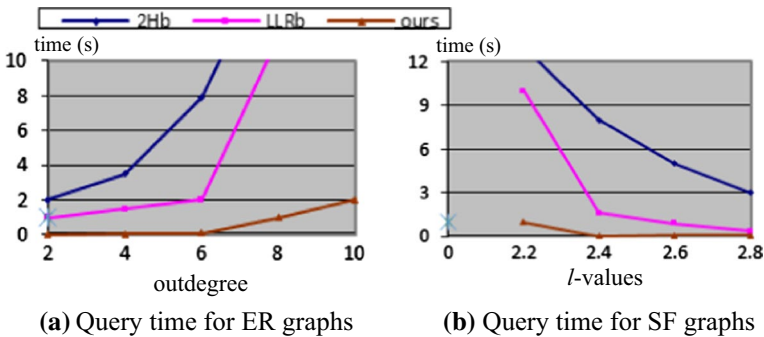 2Hb LLRb ours
time (s) time (s)
10 12
8 9
6 6
4 3
2 0
0
2 4 6 8 10 0 2.2 2.4 2.6 2.8
outdegree l-values
(a) Query time for ER graphs (b) Query time for SF graphs